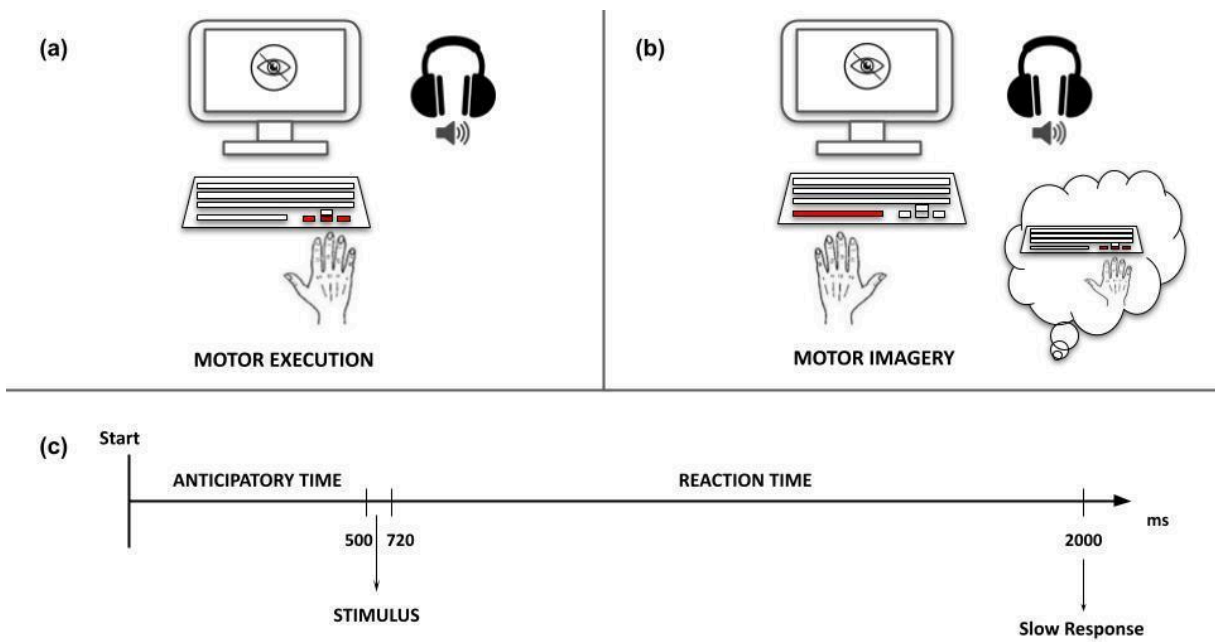 (a)
MOTOR EXECUTION
(b)
MOTOR IMAGERY
(c)
Start
ANTICIPATORY TIME
REACTION TIME
ms
500
720
2000
STIMULUS
Slow Response